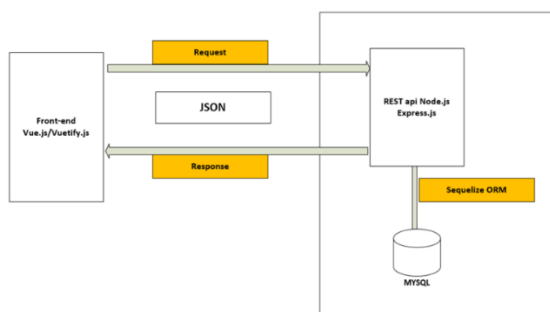 Request
Front-end
Vue.js/Vuetify.js
JSON
REST api Node.js
Express.js
Response
Sequelize ORM
MYSQL